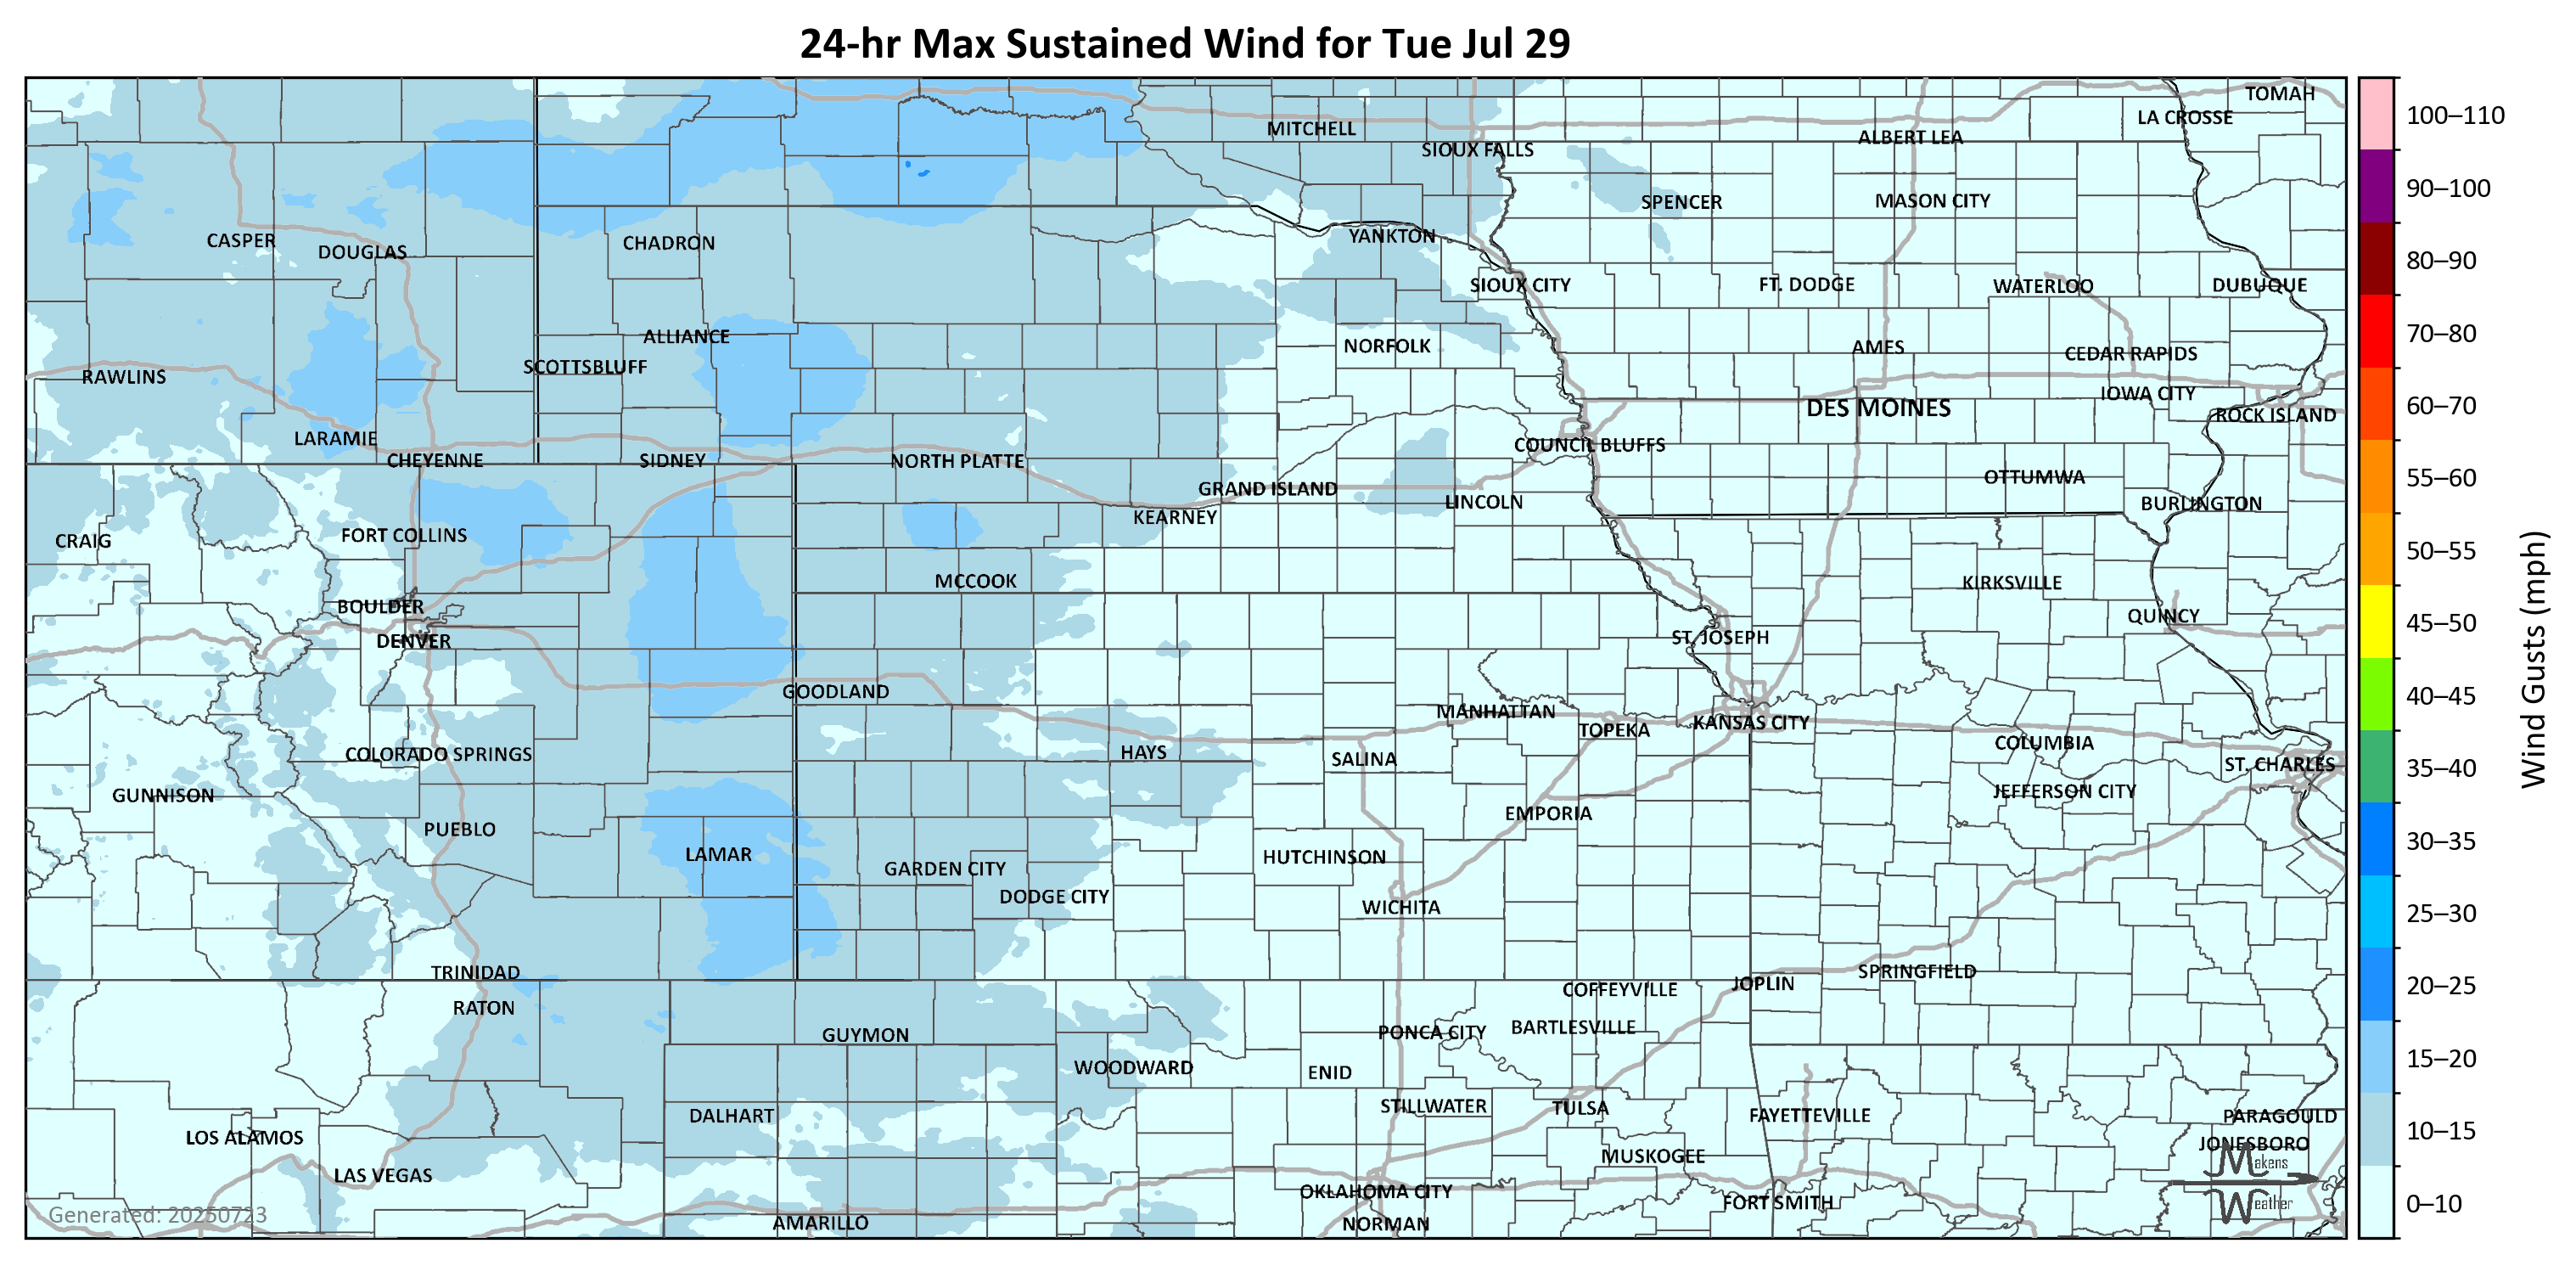 24-hr Max Sustained Wind for Tue Jul 29
TOMAH
LA CROSSE
MITCHELL
ALBERT LEA
SIOUX FALLS
SPENCER
MASON CITY
CASPER
DOUGLAS
CHADRON
YANKTON
SIOUX CITY
FT. DODGE
WATERLOO
DUBUQUE
ALLIANCE
NORFOLK
AMES
CEDAR RAPIDS
SCOTTSBLUFF
RAWLINS
IOWA CITY
DES MOINES
ROCK ISLAND
LARAMIE
COUNCIL BLUFFS
CHEYENNE
SIDNEY
NORTH PLATTE
OTTUMWA
GRAND ISLAND
LINCOLN
BURLINGTON
KEARNEY
FORT COLLINS
CRAIG
MCCOOK
KIRKSVILLE
BOULDER
QUINCY
DENVER
ST. JOSEPH
GOODLAND
MANHATTAN
TOPEKA
KANSAS CITY
COLUMBIA
COLORADO SPRINGS
HAYS
SALINA
ST. CHARLES
GUNNISON
JEFFERSON CITY
EMPORIA
PUEBLO
LAMAR
HUTCHINSON
GARDEN CITY
DODGE CITY
WICHITA
TRINIDAD
SPRINGFIELD
JOPLIN
COFFEYVILLE
RATON
GUYMON
PONCA CITY
BARTLESVILLE
WOODWARD
ENID
STILLWATER
TULSA
DALHART
FAYETTEVILLE
PARAGOULD
LOS ALAMOS
JONESBORO
MUSKOGEE
LAS VEGAS
OKLAHOMA CITY
FORT SMITH
AMARILLO
NORMAN
Generated: 20250723
Makens
Weather
100–110
90–100
80–90
70–80
60–70
55–60
50–55
45–50
40–45
35–40
30–35
25–30
20–25
15–20
10–15
0–10
Wind Gusts (mph)